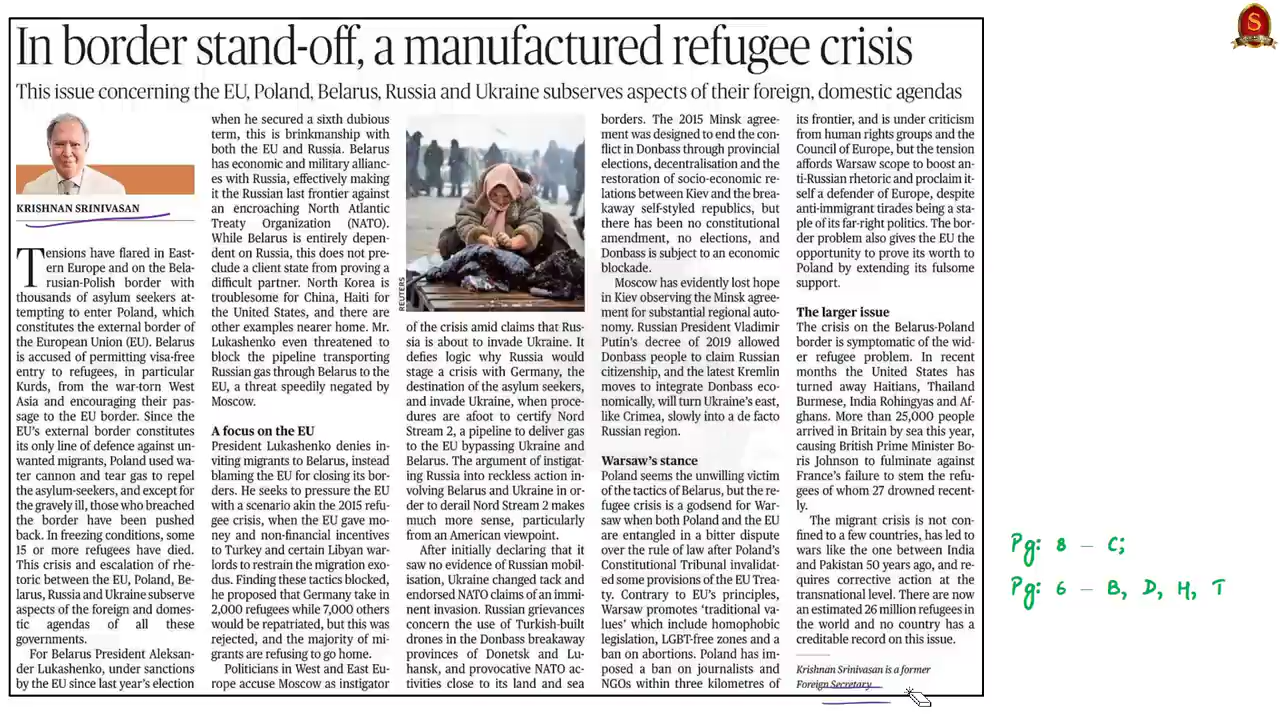 In border stand-off, a manufactured refugee crisis
This issue concerning the EU, Poland, Belarus, Russia and Ukraine subserves aspects of their foreign, domestic agendas
KRISHNAN SRINIVASAN
Tensions have flared in East-
ern Europe and on the Bela-
rusian-Polish border with
thousands of asylum seekers at-
tempting to enter Poland, which
constitutes the external border of
the European Union (EU). Belarus
is accused of permitting visa-free
entry to refugees, in particular
Kurds, from the war-torn West
Asia and encouraging their pas-
sage to the EU border. Since the
EU's external border constitutes
its only line of defence against un-
wanted migrants, Poland used wa-
ter cannon and tear gas to repel
the asylum-seekers, and except for
the gravely ill, those who breached
the border have been pushed
back. In freezing conditions, some
15 or more refugees have died.
This crisis and escalation of rhe-
toric between the EU, Poland, Be-
larus, Russia and Ukraine subserve
aspects of the foreign and domes-
tic agendas of all these
governments.
For Belarus President Aleksan-
der Lukashenko, under sanctions
by the EU since last year's election
when he secured a sixth dubious
term, this is brinkmanship with
both the EU and Russia. Belarus
has economic and military allianc-
es with Russia, effectively making
it the Russian last frontier against
an encroaching North Atlantic
Treaty Organization (NATO).
While Belarus is entirely depen-
dent on Russia, this does not pre-
clude a client state from proving a
difficult partner. North Korea is
troublesome for China, Haiti for
the United States, and there are
other examples nearer home. Mr.
Lukashenko even threatened to
block the pipeline transporting
Russian gas through Belarus to the
EU, a threat speedily negated by
Moscow.
A focus on the EU
President Lukashenko denies in-
viting migrants to Belarus, instead
blaming the EU for closing its bor-
ders. He seeks to pressure the EU
with a scenario akin the 2015 refu-
gee crisis, when the EU gave mo-
ney and non-financial incentives
to Turkey and certain Libyan war-
lords to restrain the migration exo-
dus. Finding these tactics blocked,
he proposed that Germany take in
2,000 refugees while 7,000 others
would be repatriated, but this was
rejected, and the majority of mi-
grants are refusing to go home.
Politicians in West and East Eu-
rope accuse Moscow as instigator
REUTERS
of the crisis amid claims that Rus-
sia is about to invade Ukraine. It
defies logic why Russia would
stage a crisis with Germany, the
destination of the asylum seekers,
and invade Ukraine, when proce-
dures are afoot to certify Nord
Stream 2, a pipeline to deliver gas
to the EU bypassing Ukraine and
Belarus. The argument of instigat-
ing Russia into reckless action in-
volving Belarus and Ukraine in or-
der to derail Nord Stream 2 makes
much more sense, particularly
from an American viewpoint.
After initially declaring that it
saw no evidence of Russian mobil-
isation, Ukraine changed tack and
endorsed NATO claims of an immi-
nent invasion. Russian grievances
concern the use of Turkish-built
drones in the Donbass breakaway
provinces of Donetsk and Lu-
hansk, and provocative NATO ac-
tivities close to its land and sea
borders. The 2015 Minsk agree-
ment was designed to end the con-
flict in Donbass through provincial
elections, decentralisation and the
restoration of socio-economic re-
lations between Kiev and the brea-
kaway self-styled republics, but
there has been no constitutional
amendment, no elections, and
Donbass is subject to an economic
blockade.
Moscow has evidently lost hope
in Kiev observing the Minsk agree-
ment for substantial regional auto-
nomy. Russian President Vladimir
Putin's decree of 2019 allowed
Donbass people to claim Russian
citizenship, and the latest Kremlin
moves to integrate Donbass eco-
nomically, will turn Ukraine's east,
like Crimea, slowly into a de facto
Russian region.
Warsaw's stance
Poland seems the unwilling victim
of the tactics of Belarus, but the re-
fugee crisis is a godsend for War-
saw when both Poland and the EU
are entangled in a bitter dispute
over the rule of law after Poland's
Constitutional Tribunal invalidat-
ed some provisions of the EU Trea-
ty. Contrary to EU's principles,
Warsaw promotes 'traditional va-
lues' which include homophobic
legislation, LGBT-free zones and a
ban on abortions. Poland has im-
posed a ban on journalists and
NGOs within three kilometres of
its frontier, and is under criticism
from human rights groups and the
Council of Europe, but the tension
affords Warsaw scope to boost an-
ti-Russian rhetoric and proclaim it-
self a defender of Europe, despite
anti-immigrant tirades being a sta-
ple of its far-right politics. The bor-
der problem also gives the EU the
opportunity to prove its worth to
Poland by extending its fulsome
support.
The larger issue
The crisis on the Belarus-Poland
border is symptomatic of the wid-
er refugee problem. In recent
months the United States has
turned away Haitians, Thailand
Burmese, India Rohingyas and Af-
ghans. More than 25,000 people
arrived in Britain by sea this year,
causing British Prime Minister Bo-
ris Johnson to fulminate against
France's failure to stem the refu-
gees of whom 27 drowned recent-
ly.
The migrant crisis is not con-
fined to a few countries, has led to
wars like the one between India
and Pakistan 50 years ago, and re-
quires corrective action at the
transnational level. There are now
an estimated 26 million refugees in
the world and no country has a
creditable record on this issue.
Krishnan Srinivasan is a former
Foreign Secretary
S
Pg: 8 - C;
Pg: 6 - B, D, H, T